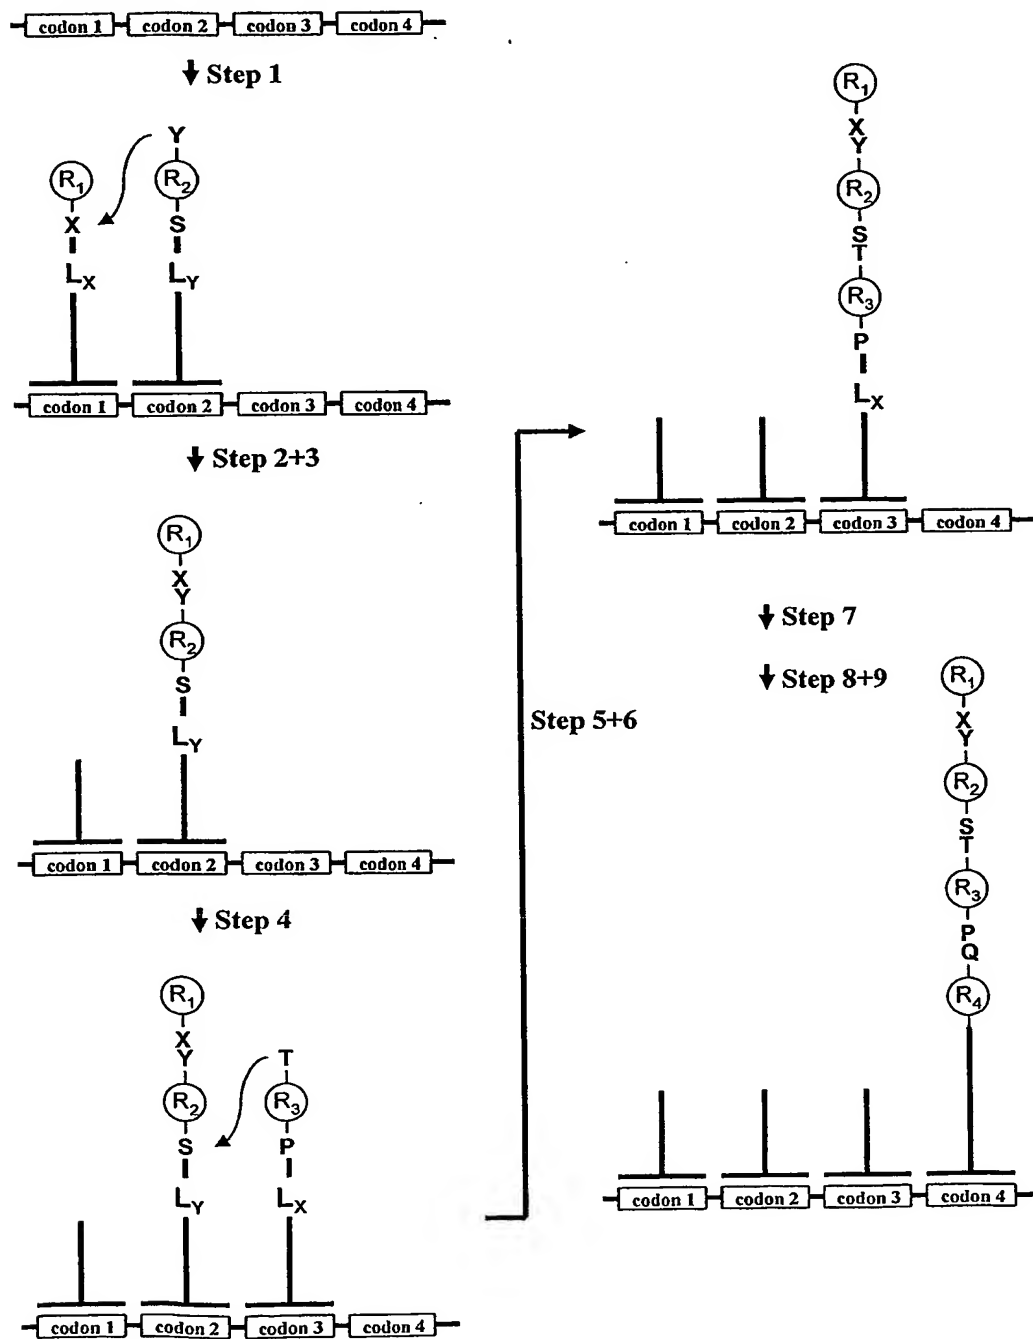 codon 1 codon 2 codon 3 codon 4
Step 1
Y
R1 R2
X S
LX LY
codon 1 codon 2 codon 3 codon 4
Step 2+3
R1
X
Y
R2
S
LY
codon 1 codon 2 codon 3 codon 4
Step 4
R1
X
Y T
R2 R3
S P
LY LX
codon 1 codon 2 codon 3 codon 4
Step 5+6
R1
X
Y
R2
S
T
R3
P
LX
codon 1 codon 2 codon 3 codon 4
Step 7
Step 8+9
R1
X
Y
R2
S
T
R3
P
Q
R4
codon 1 codon 2 codon 3 codon 4